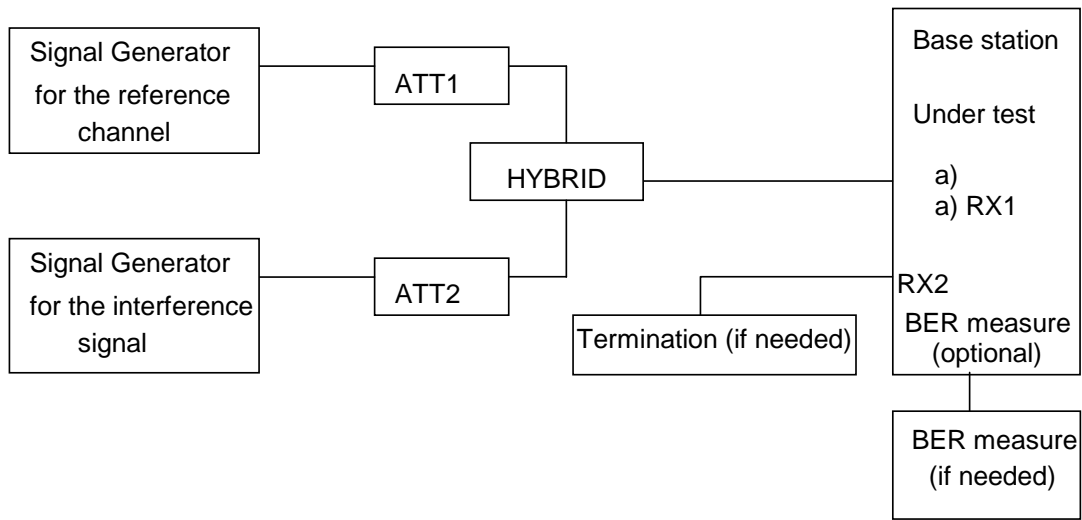 Signal Generator
for the reference
channel
ATT1
HYBRID
Signal Generator
for the interference
signal
ATT2
Termination (if needed)
Base station
Under test
a)
a) RX1
RX2
BER measure
(optional)
BER measure
(if needed)